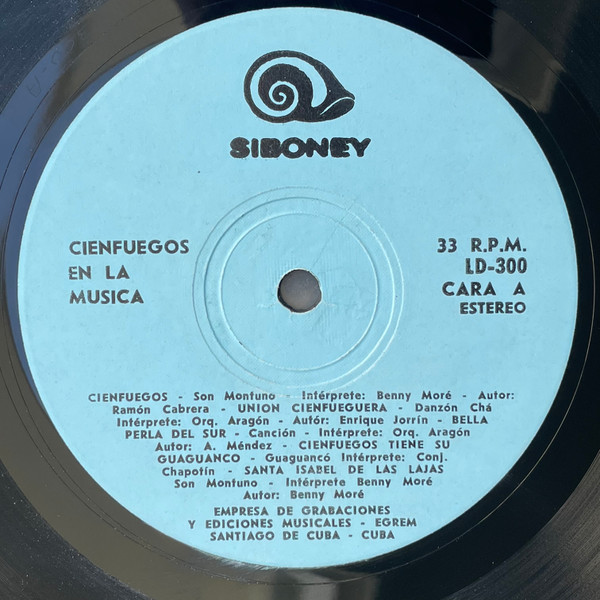 SIBONEY
CIENFUEGOS
EN LA
MUSICA
33 R.P.M.
LD-300
CARA A
ESTEREO
CIENFUEGOS - Son Montuno - Intérprete: Benny Moré - Autor:
Ramón Cabrera - UNION CIENFUEGUERA - Danzón Chá
Intérprete: Orq. Aragón - Autór: Enrique Jorrín - BELLA
PERLA DEL SUR - Canción - Intérprete: Orq. Aragón
Autor: A. Méndez - CIENFUEGOS TIENE SU
GUAGUANCO - Guaguancó Intérprete: Conj.
Chapotín - SANTA ISABEL DE LAS LAJAS
Son Montuno - Intérprete Benny Moré
Autor: Benny Moré
EMPRESA DE GRABACIONES
Y EDICIONES MUSICALES - EGREM
SANTIAGO DE CUBA - CUBA